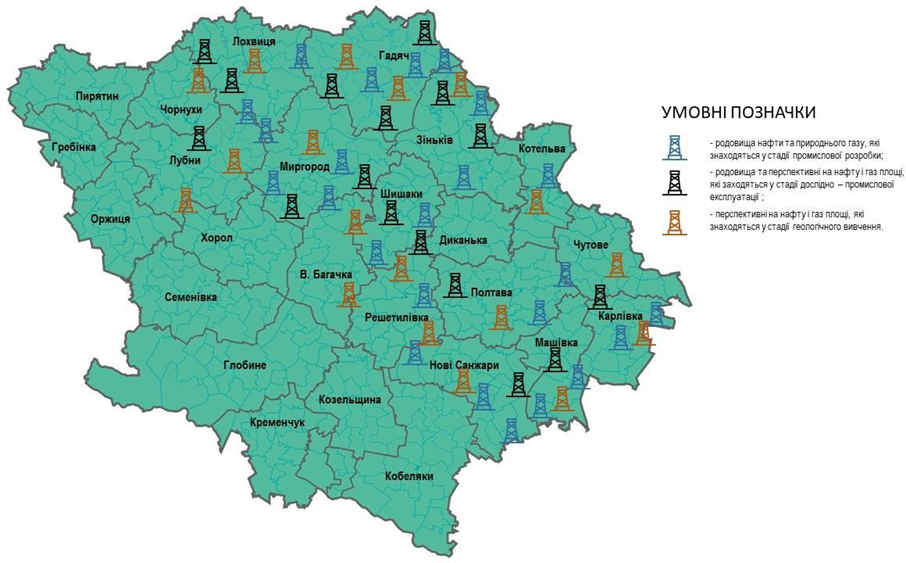 Лохвиця
Гадяч
Пирятин
Чорнухи
Зіньків
Гребінка
Котельва
Лубни
Миргород
Шишаки
Оржиця
Хорол
Диканька
Чутове
В. Багачка
Семенівка
Полтава
Решетилівка
Карлівка
Машівка
Глобине
Нові Санжари
Козельщина
Кременчук
Кобеляки
УМОВНІ ПОЗНАЧКИ
- родовища нафти та природнього газу, які
знаходяться у стадії промислової розробки;
- родовища та перспективні на нафту і газ площі,
які заходяться у стадії дослідно – промислової
експлуатації ;
- перспективні на нафту і газ площі, які
знаходяться у стадії геологічного вивчення.